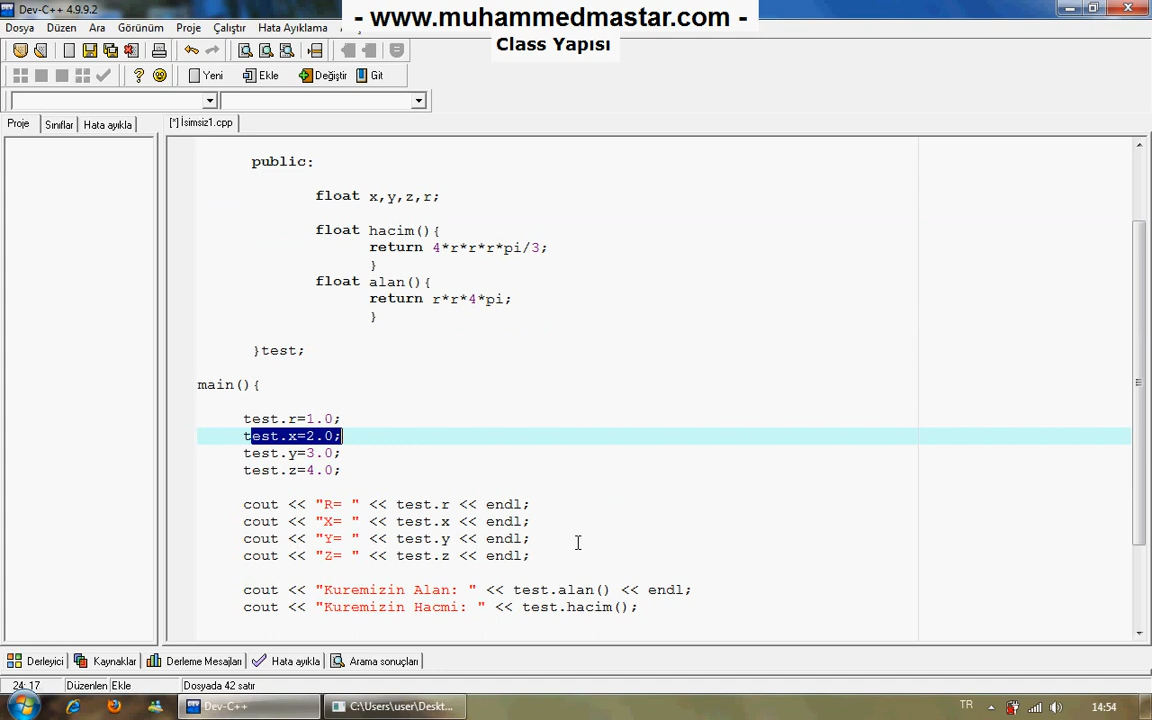 Dev-C++ 4.9.9.2
- www.muhammedmastar.com -
Class Yapısı
Dosya Düzen Ara Görünüm Proje Çalıştır Hata Ayıklama
Yeni Ekle Değiştir Git
Proje Sınıflar Hata ayıkla
[*] İsimsiz1.cpp
public:
float x,y,z,r;
float hacim(){
return 4*r*r*r*pi/3;
}
float alan(){
return r*r*4*pi;
}
}test;
main(){
test.r=1.0;
test.x=2.0;
test.y=3.0;
test.z=4.0;
cout << "R= " << test.r << endl;
cout << "X= " << test.x << endl;
cout << "Y= " << test.y << endl;
cout << "Z= " << test.z << endl;
cout << "Kuremizin Alan: " << test.alan() << endl;
cout << "Kuremizin Hacmi: " << test.hacim();
Derleyici Kaynaklar Derleme Mesajları Hata ayıkla Arama sonuçları
24: 17 Düzenlen Ekle Dosyada 42 satır
Dev-C++ C:\Users\user\Deskt... TR 14:54